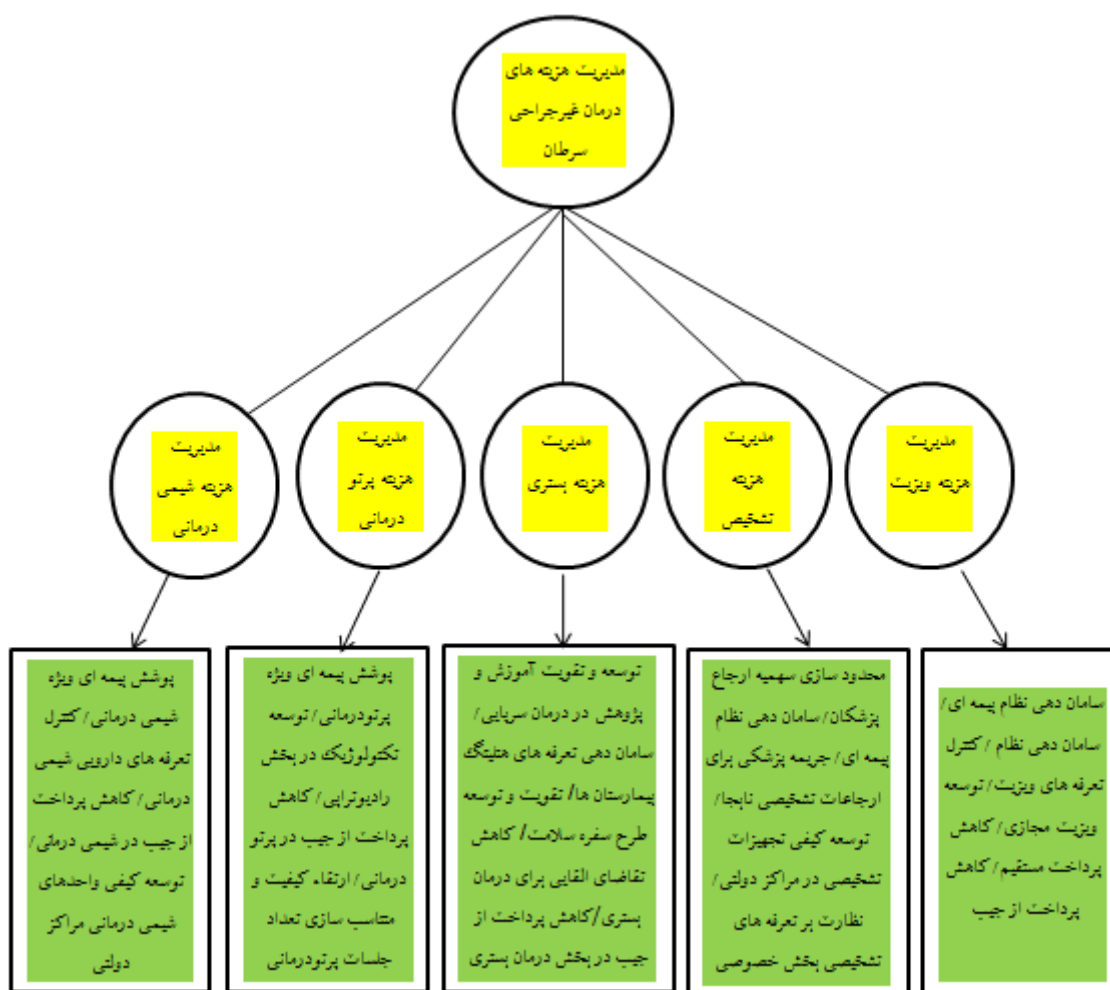 مدیریت هزینه های
درمان غیرجراحی
سرطان
مدیریت
هزینه ویزیت
مدیریت
هزینه
تشخیص
مدیریت
هزینه بستری
مدیریت
هزینه پرتو
درمانی
مدیریت
هزینه شیمی
درمانی
سامان دهی نظام بیمه ای/
سامان دهی نظام /کنترل
تعرفه های ویزیت/ توسعه
ویزیت مجازی/ کاهش
پرداخت مستقیم/ کاهش
پرداخت از جیب
محدود سازی سهمیه ارجاع
پزشکان/ سامان دهی نظام
بیمه ای/ جریمه پزشکی برای
ارجاعات تشخیصی نابجا/
توسعه کیفی تجهیزات
تشخیصی در مراکز دولتی/
نظارت بر تعرفه های
تشخیصی بخش خصوصی
توسعه و تقویت آموزش و
پژوهش در درمان سرپایی/
سامان دهی تعرفه های هتلینگ
بیمارستان ها/ تقویت و توسعه
طرح سفره سلامت/ کاهش
تقاضای القایی برای درمان
بستری/کاهش پرداخت از
جیب در بخش درمان بستری
پوشش بیمه ای ویژه
پرتودرمانی/ توسعه
تکنولوژیک در بخش
رادیوتراپی/ کاهش
پرداخت از جیب در پرتو
درمانی/ ارتقاء کیفیت و
متناسب سازی تعداد
جلسات پرتودرمانی
پوشش بیمه ای ویژه
شیمی درمانی/ کنترل
تعرفه های دارویی شیمی
درمانی/ کاهش پرداخت
از جیب در شیمی درمانی/
توسعه کیفی واحدهای
شیمی درمانی مراکز
دولتی